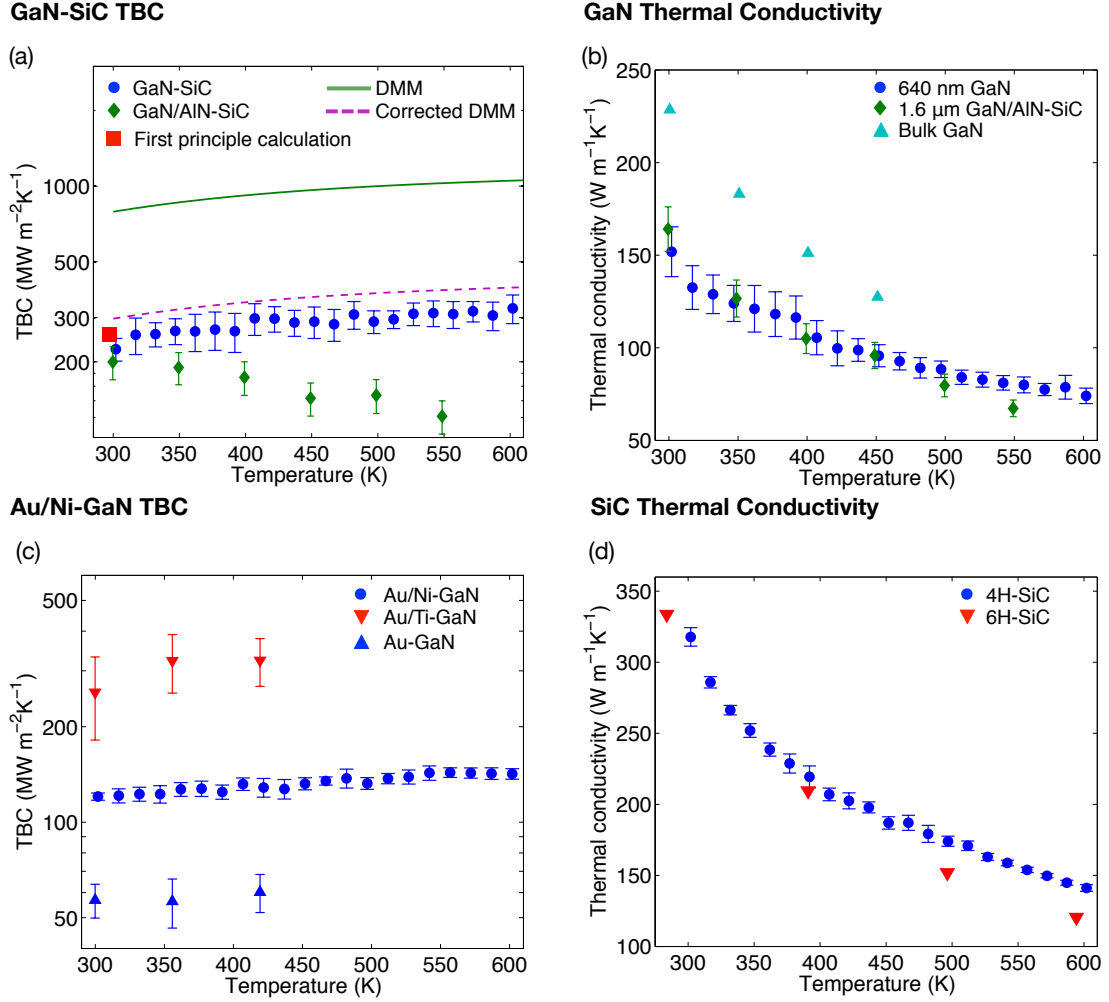 GaN-SiC TBC
(a)
GaN-SiC
GaN/AlN-SiC
First principle calculation
DMM
Corrected DMM
TBC (MW m−2K−1)
1000
500
300
200
300 350 400 450 500 550 600
Temperature (K)
GaN Thermal Conductivity
(b)
640 nm GaN
1.6 μm GaN/AlN-SiC
Bulk GaN
Thermal conductivity (W m−1K−1)
250
200
150
100
50
300 350 400 450 500 550 600
Temperature (K)
Au/Ni-GaN TBC
(c)
Au/Ni-GaN
Au/Ti-GaN
Au-GaN
TBC (MW m−2K−1)
500
200
100
50
300 350 400 450 500 550 600
Temperature (K)
SiC Thermal Conductivity
(d)
4H-SiC
6H-SiC
Thermal conductivity (W m−1K−1)
350
300
250
200
150
100
300 350 400 450 500 550 600
Temperature (K)